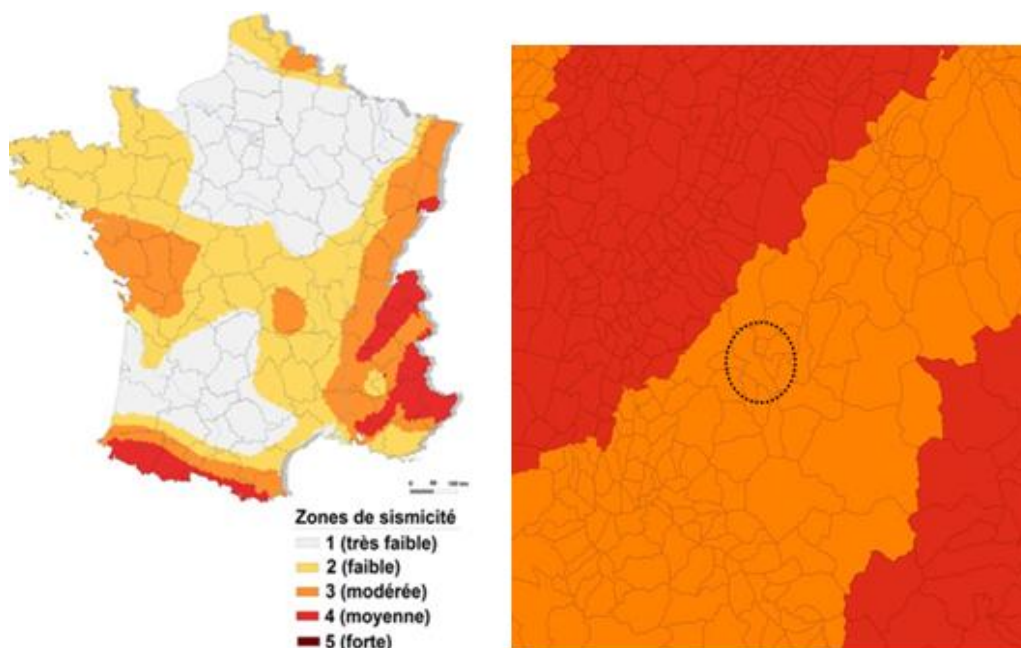 Zones de sismicité
1 (très faible)
2 (faible)
3 (modérée)
4 (moyenne)
5 (forte)